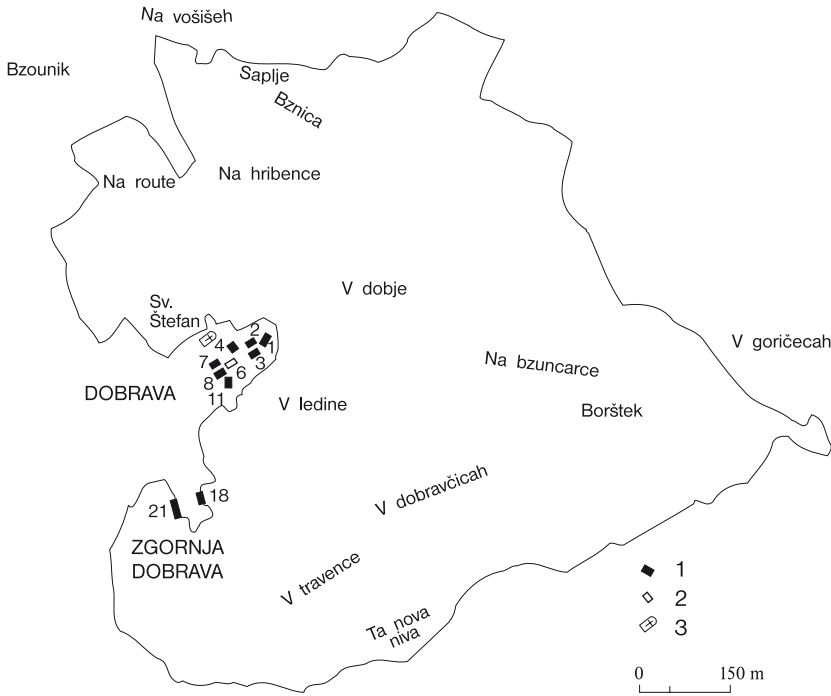 Na vošišeh
Bzounik
Saplje
Bznica
Na route
Na hribence
V dobje
Sv.
Štefan
2
4
1
3
7
6
8
11
V goričecah
Na bzuncarce
DOBRAVA
V ledine
Borštek
V dobravčicah
18
21
ZGORNJA
DOBRAVA
V travence
Ta nova
niva
1
2
3
0 150 m